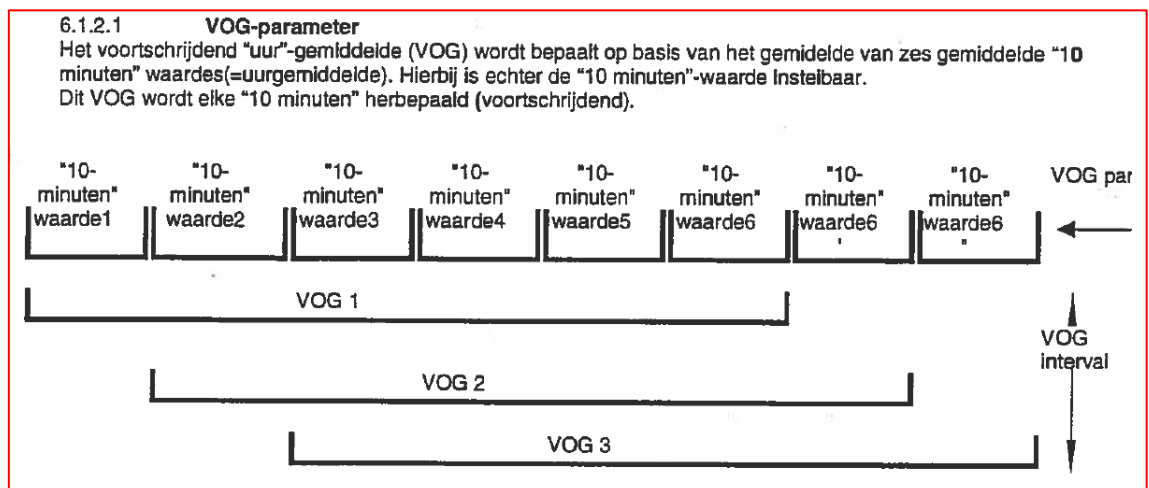 6.1.2.1 VOG-parameter
Het voortschrijdend "uur"-gemiddelde (VOG) wordt bepaalt op basis van het gemidelde van zes gemiddelde "10
minuten" waardes(=uurgemiddelde). Hierbij is echter de "10 minuten"-waarde instelbaar.
Dit VOG wordt elke "10 minuten" herbepaald (voortschrijdend).
"10- "10- "10- "10- "10- "10- "10- "10- VOG par
minuten" minuten" minuten" minuten" minuten" minuten" minuten" minuten"
waarde1 waarde2 waarde3 waarde4 waarde5 waarde6 waarde6 waarde6
' "
VOG 1
VOG
interval
VOG 2
VOG 3